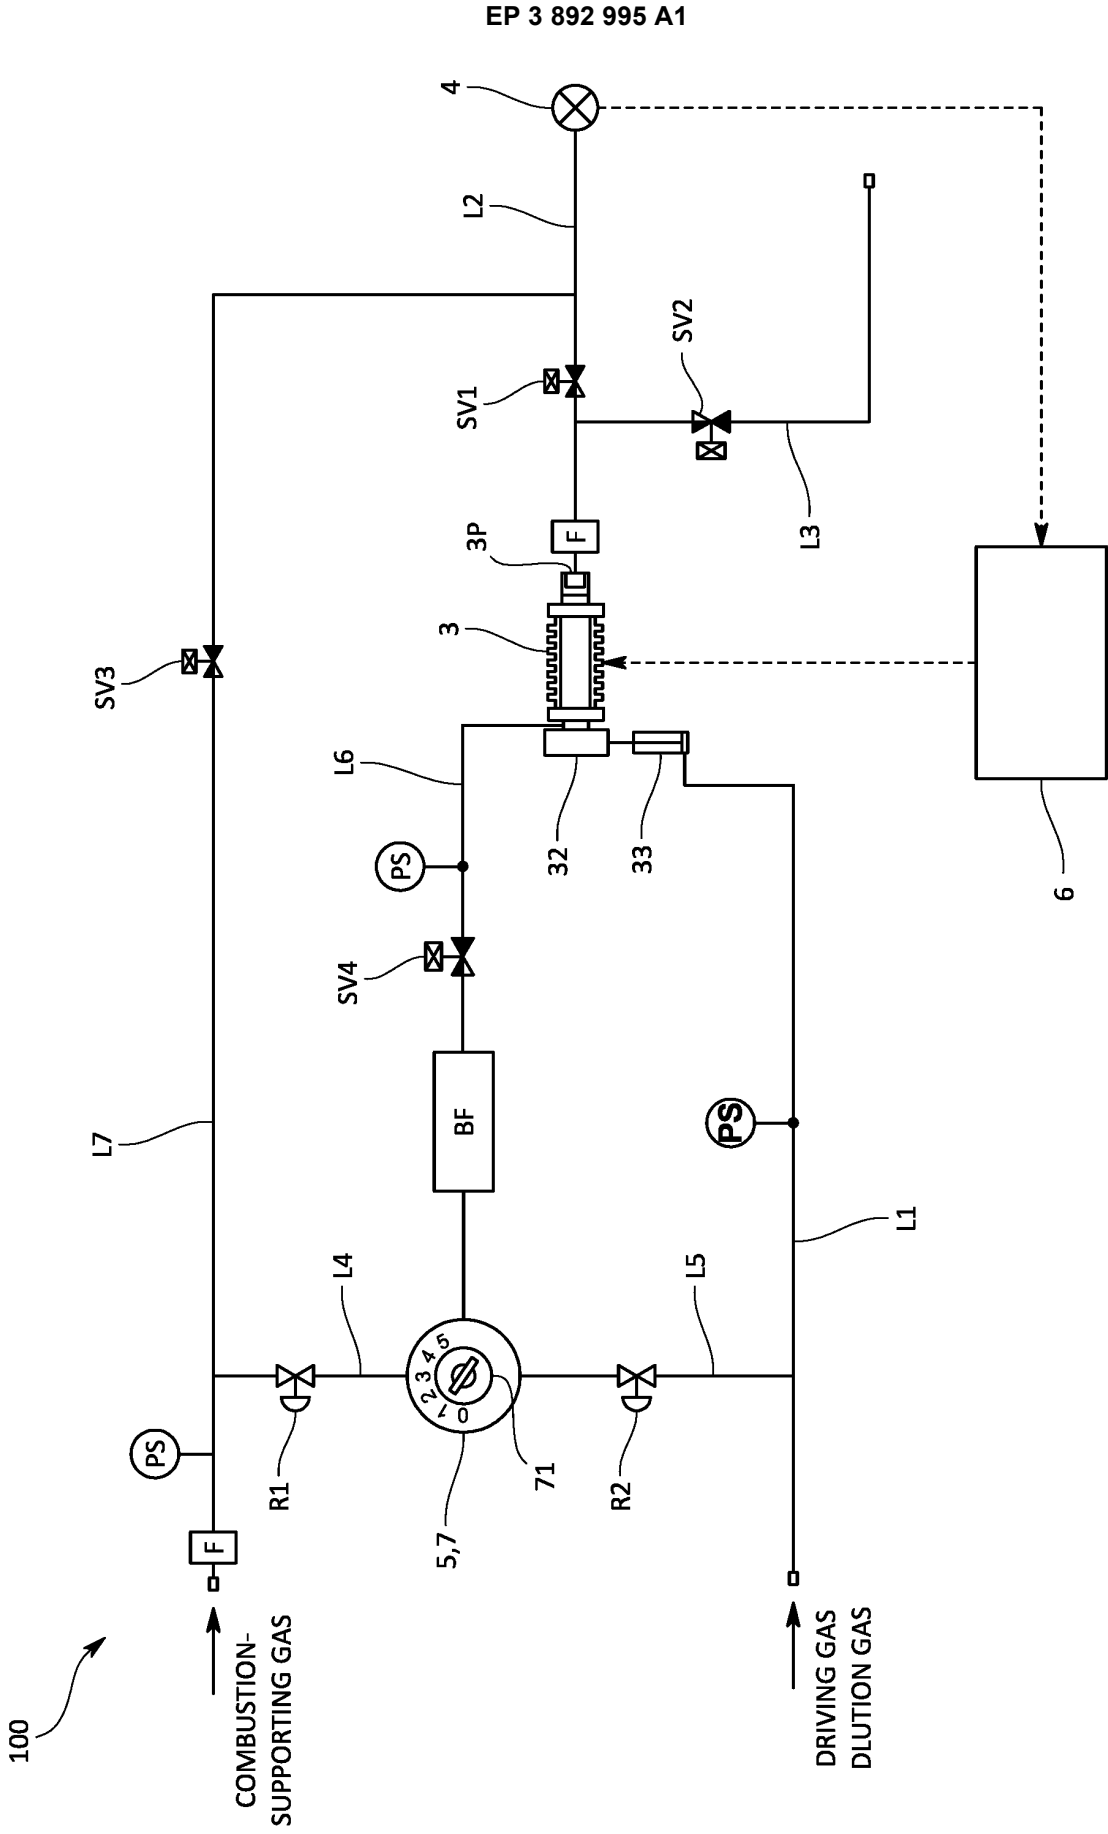 EP 3 892 995 A1
100
COMBUSTION-
SUPPORTING GAS
F
PS
L7
SV3
R1
L4
5,7
71
0
1
2
3
4
5
BF
SV4
PS
L6
3
3P
F
SV1
L2
4
SV2
L3
32
33
R2
L5
PS
L1
6
DRIVING GAS
DLUTION GAS